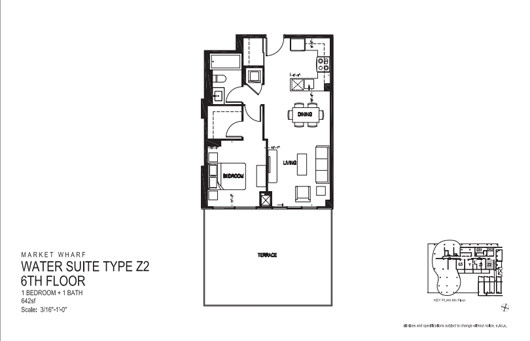 DINING
LIVING
BEDROOM
TERRACE
MARKET WHARF
WATER SUITE TYPE Z2
6TH FLOOR
1 BEDROOM + 1 BATH
642sf
Scale: 3/16"-1'-0"
KEY PLAN 6th Floor
all sizes and specifications subject to change without notice, e.&o.e.